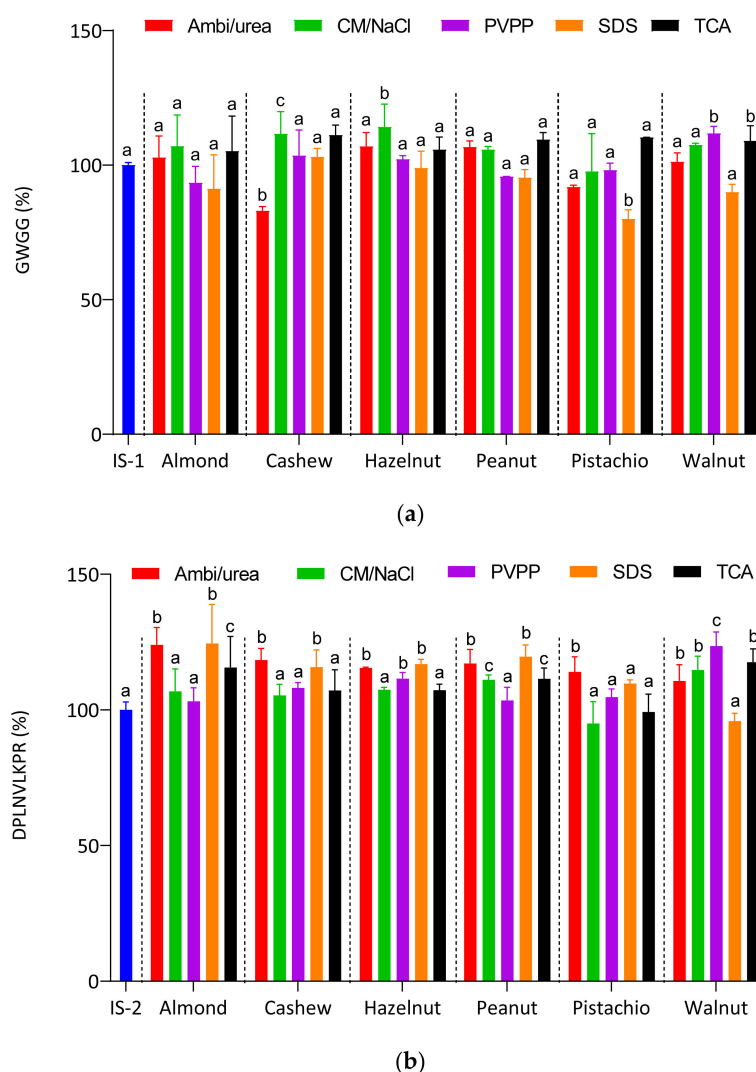 Ambi/urea CM/NaCl PVPP SDS TCA
150
100
50
0
GWGG (%)
a
a a a a a
b c a a a
a b a a a
a a a a a
a a a b a
a a b a b
IS-1 Almond Cashew Hazelnut Peanut Pistachio Walnut
(a)
Ambi/urea CM/NaCl PVPP SDS TCA
150
100
50
0
DPLNVLKPR (%)
a
b a a b c
b a a b a
b a b b a
b c a b c
b a a a a
b b c a b
IS-2 Almond Cashew Hazelnut Peanut Pistachio Walnut
(b)